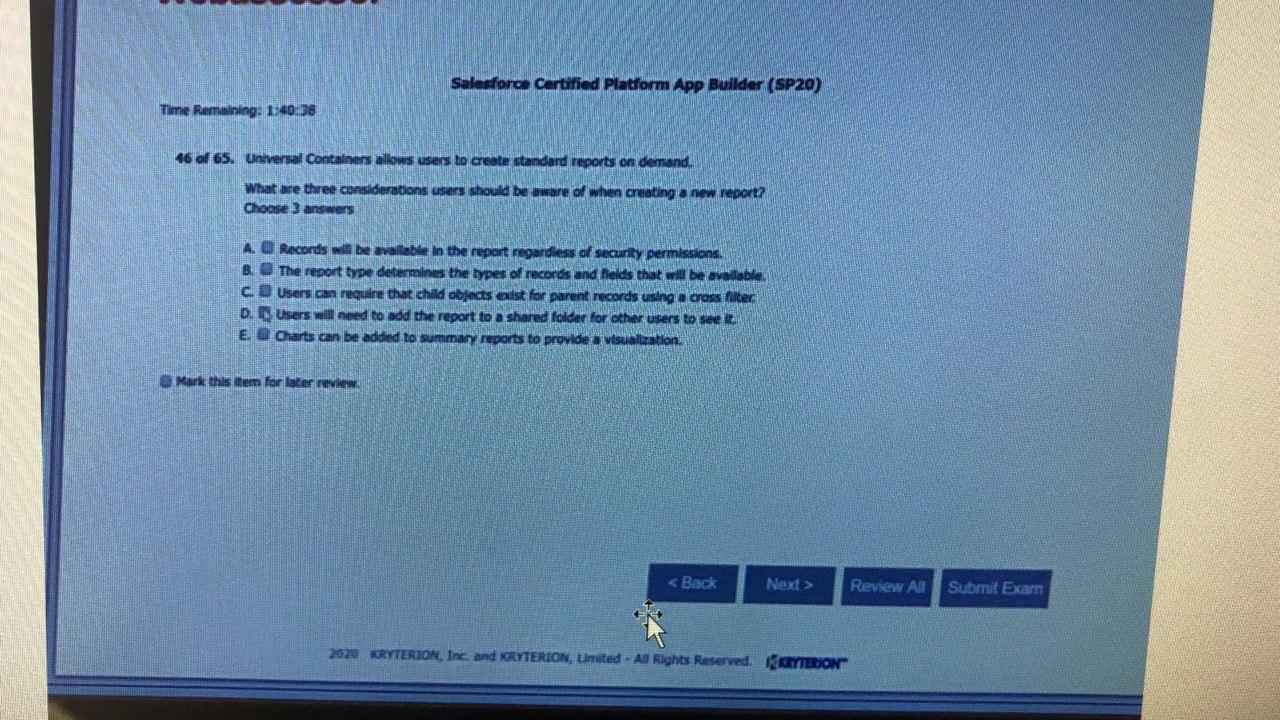 Salesforce Certified Platform App Builder (SP20)
Time Remaining: 1:40:38
46 of 65. Universal Containers allows users to create standard reports on demand.
What are three considerations users should be aware of when creating a new report?
Choose 3 answers
A. Records will be available in the report regardless of security permissions.
B. The report type determines the types of records and fields that will be available.
C. Users can require that child objects exist for parent records using a cross filter.
D. Users will need to add the report to a shared folder for other users to see it.
E. Charts can be added to summary reports to provide a visualization.
Mark this item for later review.
< Back Next > Review All Submit Exam
2020 KRYTERION, Inc. and KRYTERION, Limited - All Rights Reserved. KRYTERION